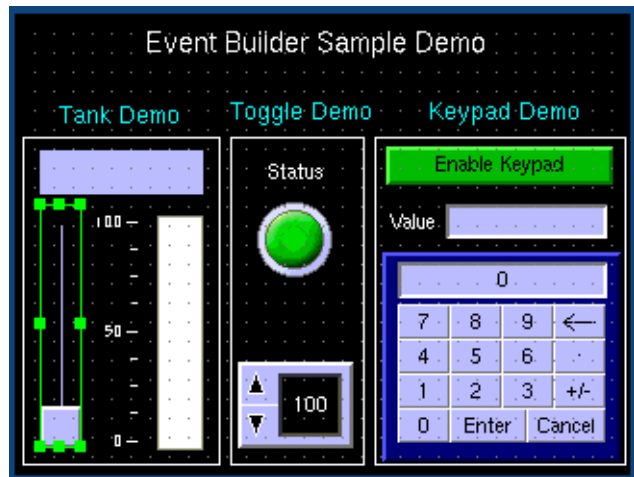 Event Builder Sample Demo
Tank Demo
Toggle Demo
Keypad Demo
100
50
0
Status
100
Enable Keypad
Value
0
7 8 9 <—
4 5 6 .
1 2 3 +/-
0 Enter Cancel